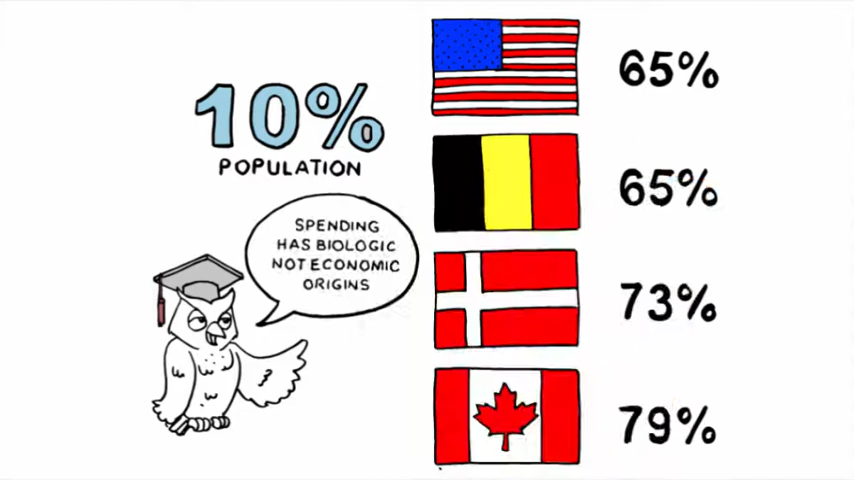 10%
POPULATION
SPENDING
HAS BIOLOGIC
NOT ECONOMIC
ORIGINS
65%
65%
73%
79%